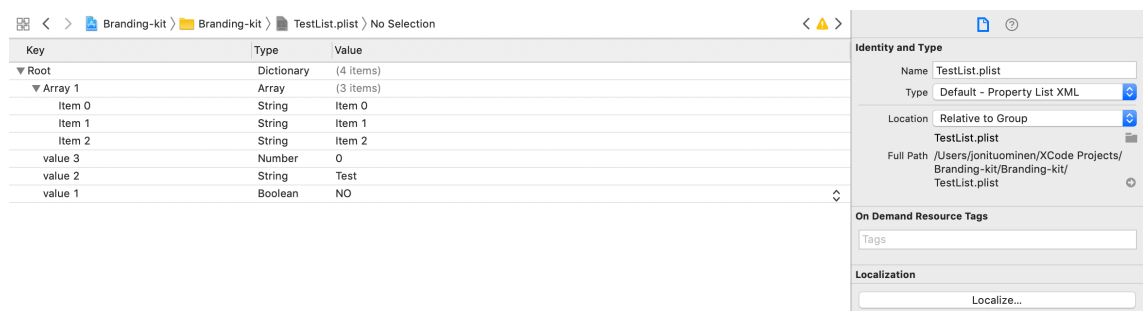 Branding-kit 〉 Branding-kit 〉 TestList.plist 〉 No Selection
Key Type Value
Root Dictionary (4 items)
Array 1 Array (3 items)
Item 0 String Item 0
Item 1 String Item 1
Item 2 String Item 2
value 3 Number 0
value 2 String Test
value 1 Boolean NO
Identity and Type
Name TestList.plist
Type Default - Property List XML
Location Relative to Group
TestList.plist
Full Path /Users/jonituominen/XCode Projects/
Branding-kit/Branding-kit/
TestList.plist
On Demand Resource Tags
Tags
Localization
Localize...